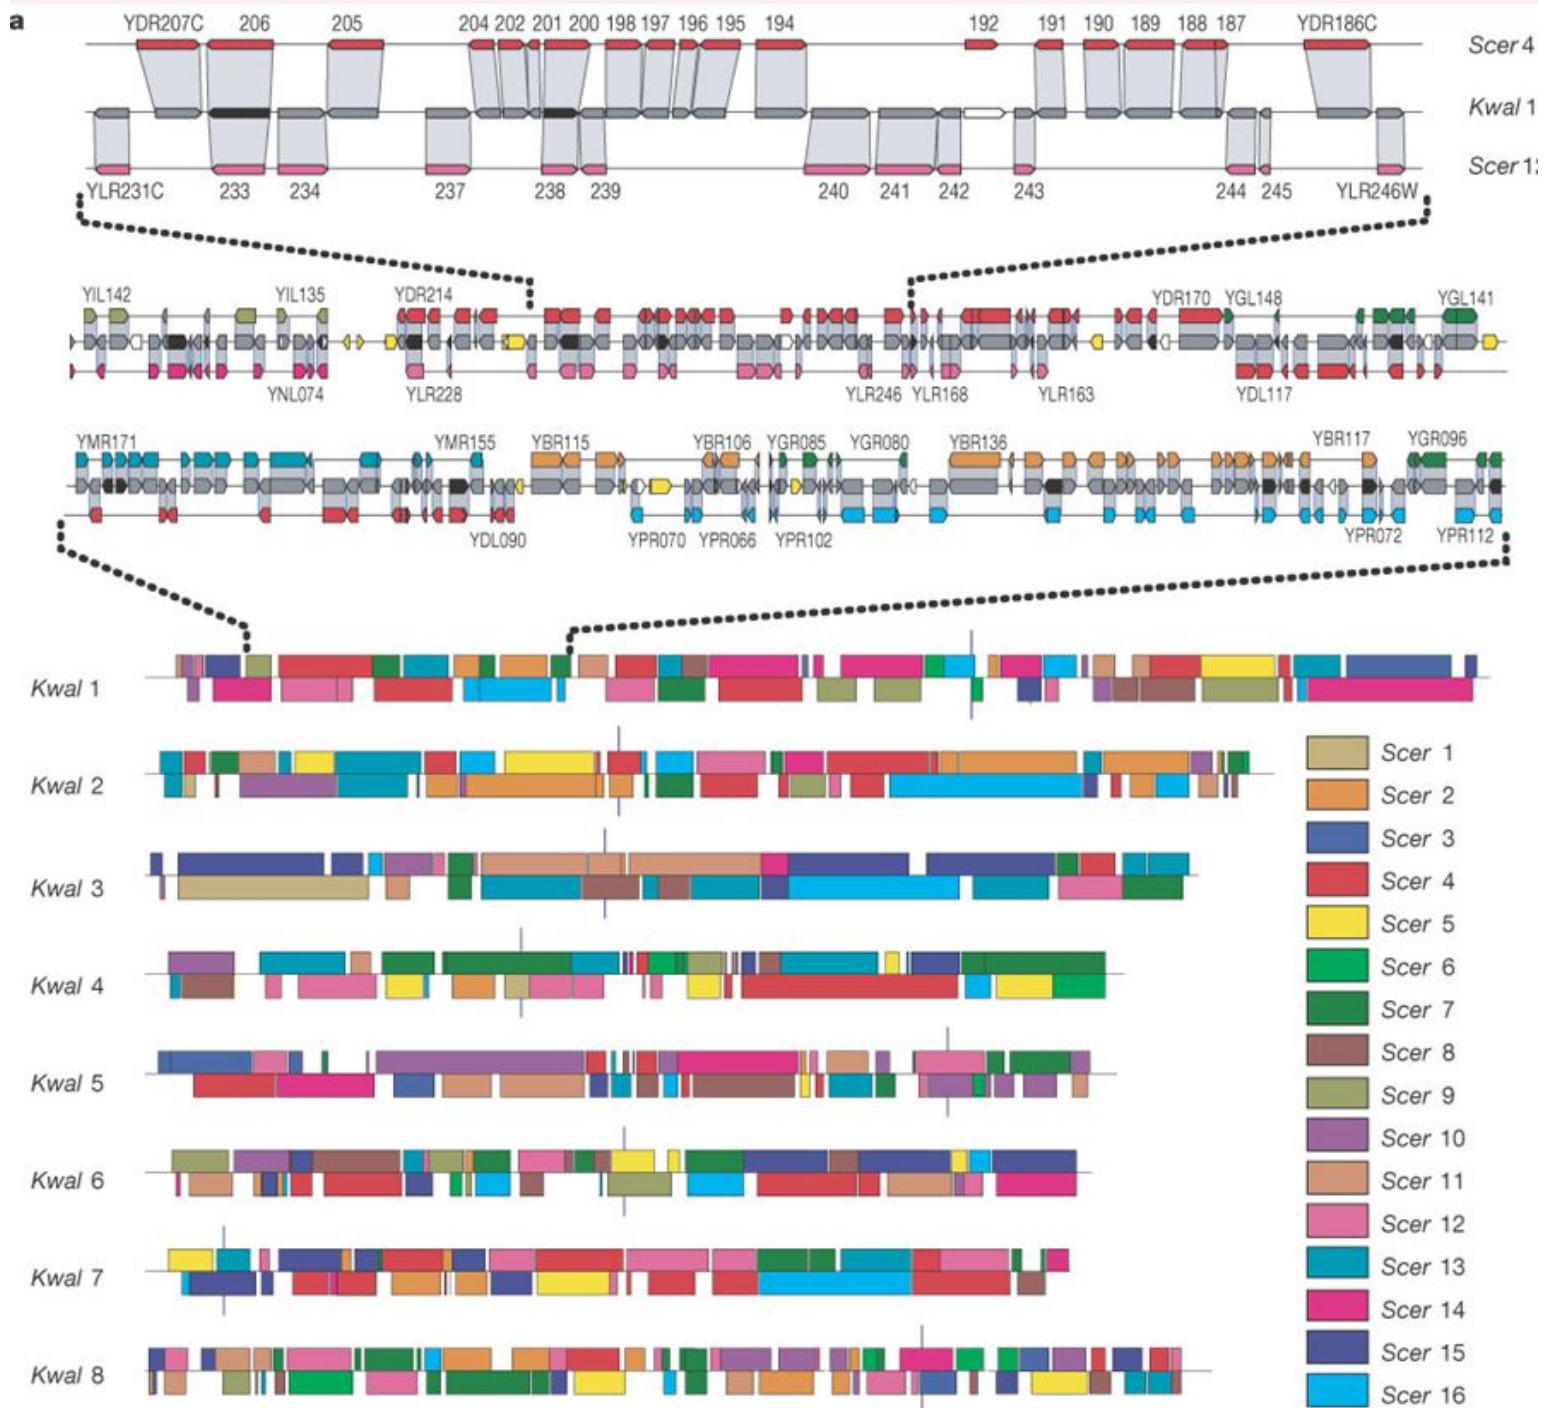 a
YDR207C 206 205 204 202 201 200 198 197 196 195 194 192 191 190 189 188 187 YDR186C
Scer 4
Kwal 1
Scer 1
YLR231C 233 234 237 238 239 240 241 242 243 244 245 YLR246W
YIL142 YIL135 YDR214 YDR170 YGL148 YGL141
YNL074 YLR228 YLR246 YLR168 YLR163 YDL117
YMR171 YMR155 YBR115 YBR106 YGR085 YGR080 YBR136 YBR117 YGR096
YDL090 YPR070 YPR066 YPR102 YPR072 YPR112
Kwal 1
Kwal 2
Kwal 3
Kwal 4
Kwal 5
Kwal 6
Kwal 7
Kwal 8
Scer 1
Scer 2
Scer 3
Scer 4
Scer 5
Scer 6
Scer 7
Scer 8
Scer 9
Scer 10
Scer 11
Scer 12
Scer 13
Scer 14
Scer 15
Scer 16